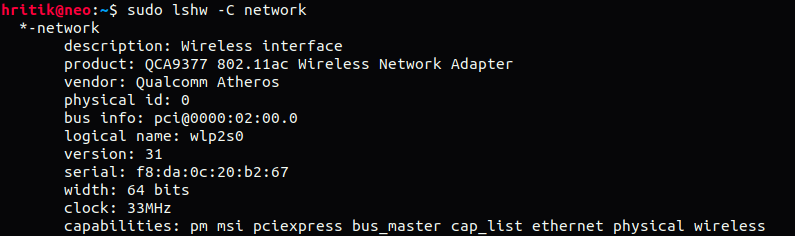 hritik@neo:~$ sudo lshw -C network
*-network
description: Wireless interface
product: QCA9377 802.11ac Wireless Network Adapter
vendor: Qualcomm Atheros
physical id: 0
bus info: pci@0000:02:00.0
logical name: wlp2s0
version: 31
serial: f8:da:0c:20:b2:67
width: 64 bits
clock: 33MHz
capabilities: pm msi pciexpress bus_master cap_list ethernet physical wireless